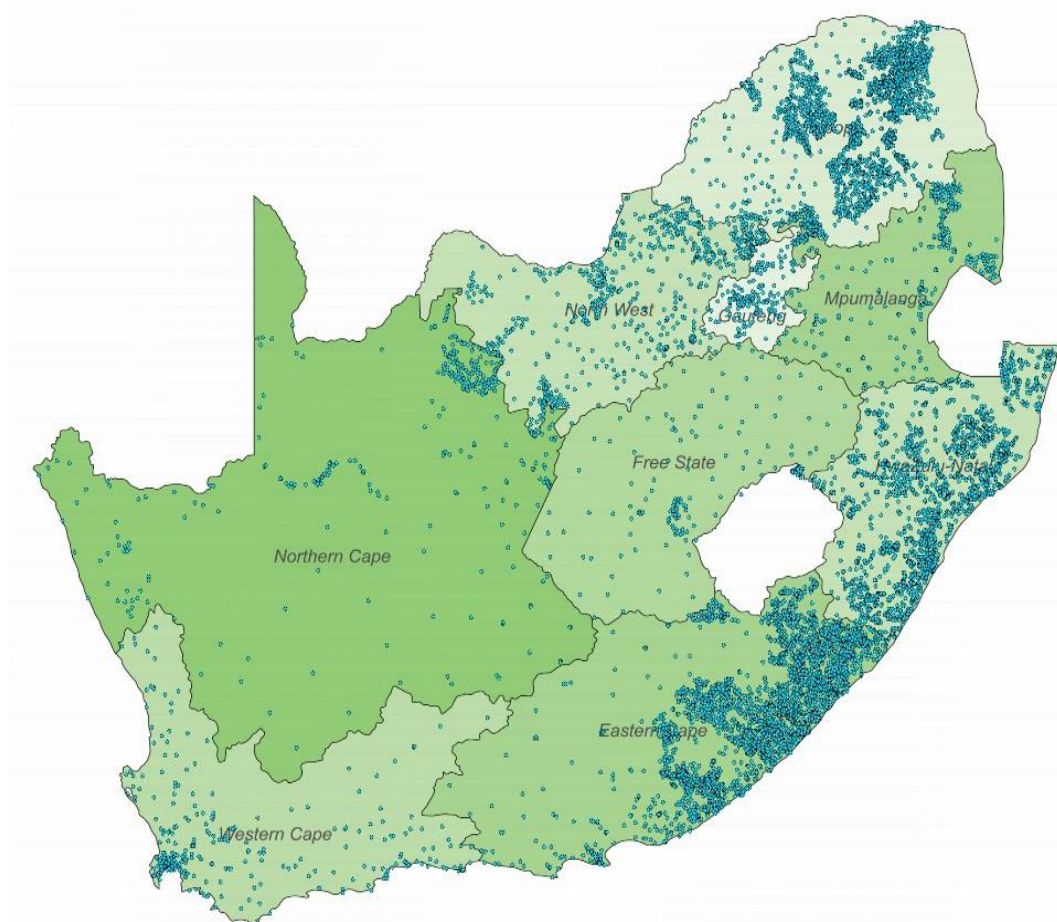 Mpumalanga
North West
Gauteng
Free State
Northern Cape
Eastern Cape
Western Cape